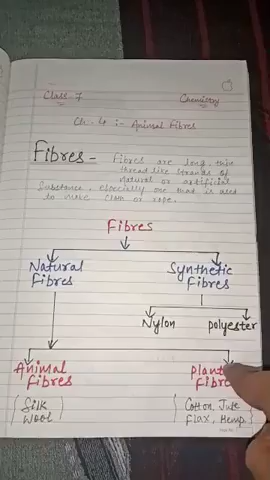 Class 7
Chemistry
Ch. 4 :- Animal Fibres
Fibres - Fibres are long, thin
thread like strands of
natural or artificial
substance, especially one that is used
to make cloth or rope.
Fibres
Natural Fibres
Synthetic Fibres
Nylon
polyester
Animal Fibres
Plant Fibre
(Silk
Wool)
(Cotton, Jute
Flax, Hemp)